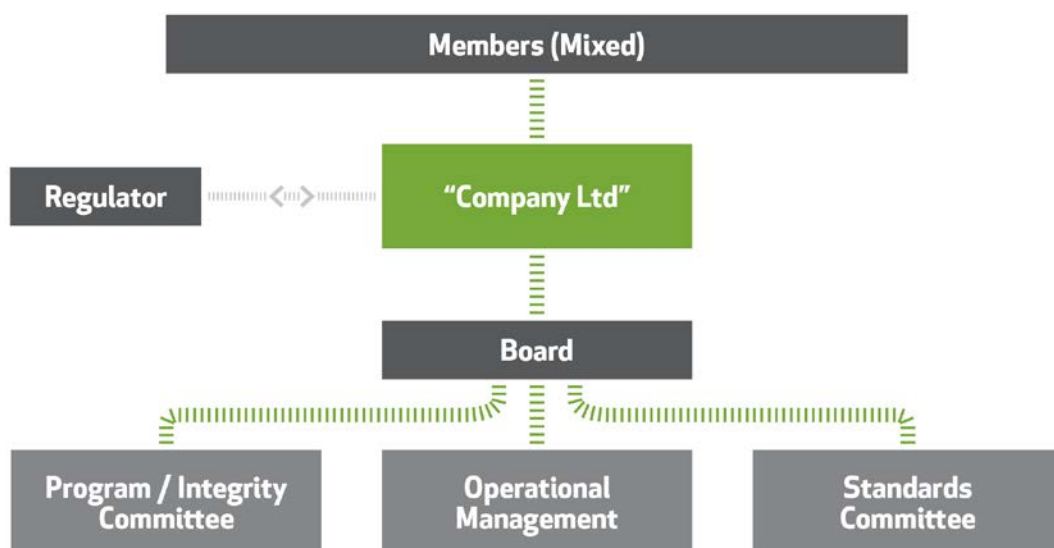 Members (Mixed)
Regulator
“Company Ltd”
Board
Program / Integrity
Committee
Operational
Management
Standards
Committee